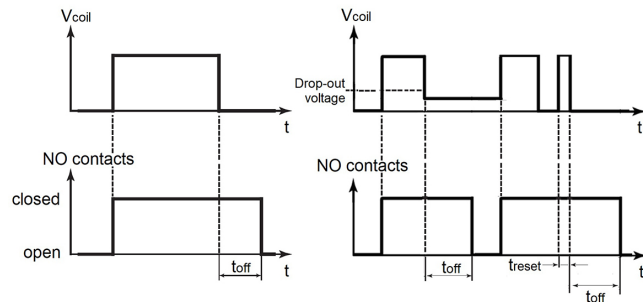 Vcoil
t
NO contacts
closed
open
toff
t
Vcoil
Drop-out
voltage
t
NO contacts
toff
treset
t
toff